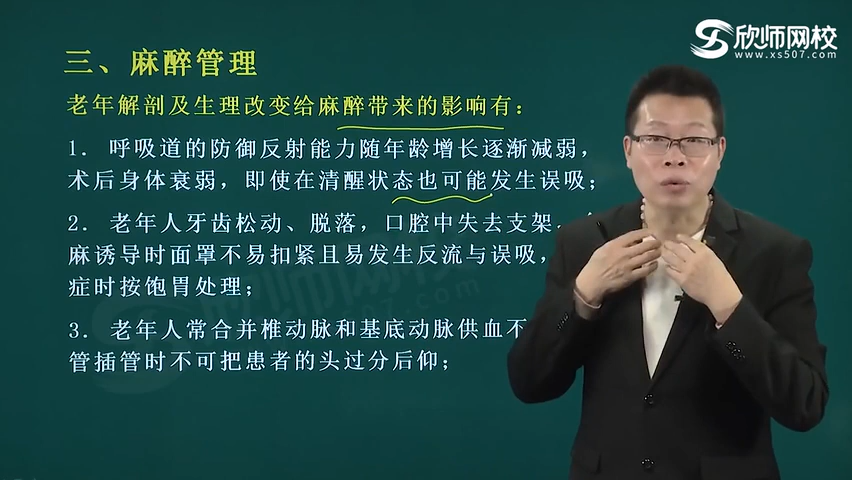 欣师网校
www.xs507.com
三、麻醉管理
老年解剖及生理改变给麻醉带来的影响有：
1. 呼吸道的防御反射能力随年龄增长逐渐减弱，
术后身体衰弱，即使在清醒状态也可能发生误吸；
2. 老年人牙齿松动、脱落，口腔中失去支架，
麻诱导时面罩不易扣紧且易发生反流与误吸，
症时按饱胃处理；
3. 老年人常合并椎动脉和基底动脉供血不
管插管时不可把患者的头过分后仰；